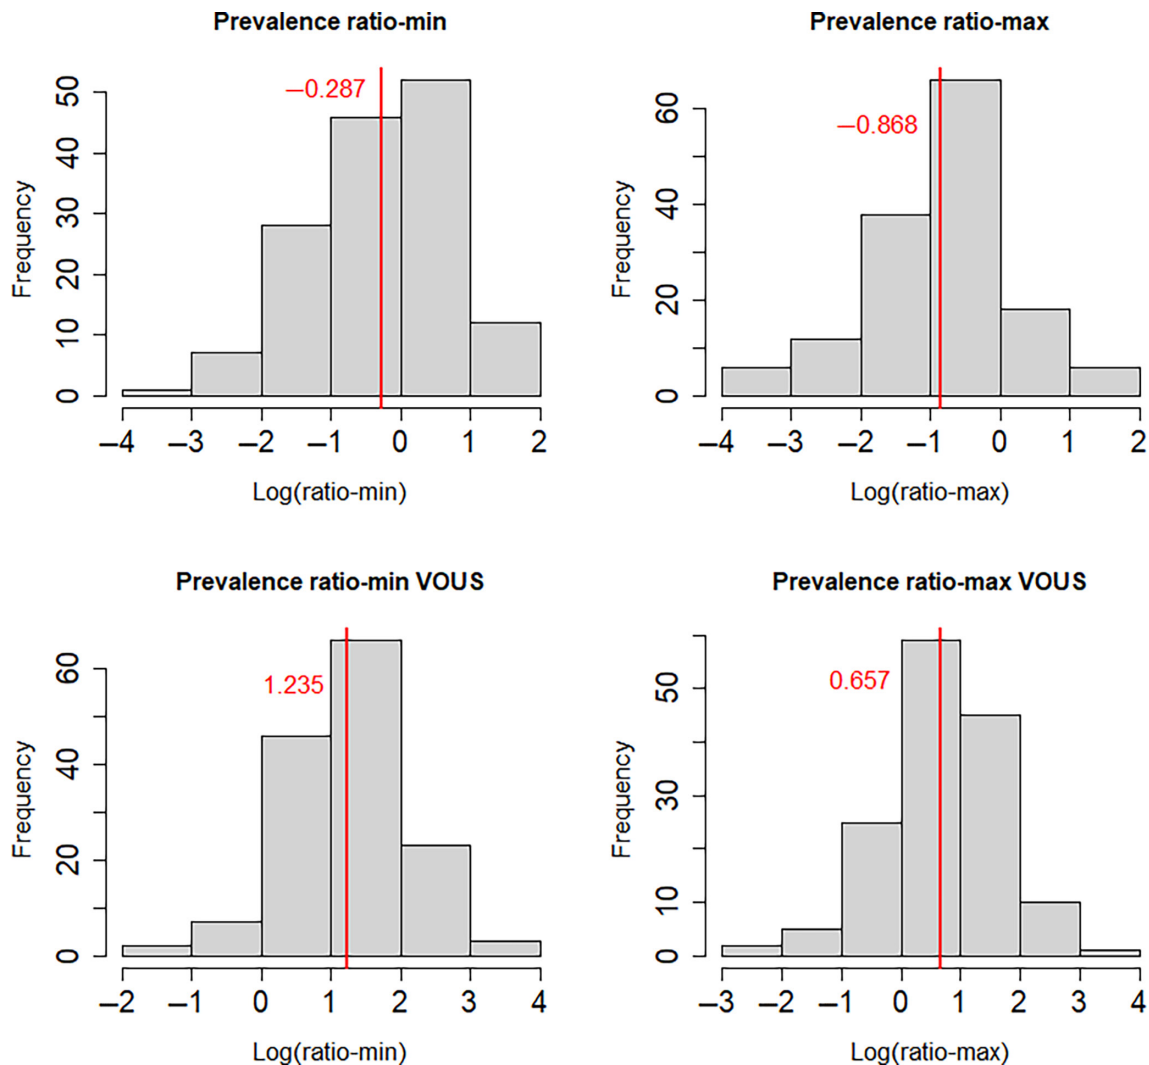 Prevalence ratio-min
−0.287
Frequency
0 10 20 30 40 50
−4 −3 −2 −1 0 1 2
Log(ratio-min)
Prevalence ratio-max
−0.868
Frequency
0 20 40 60
−4 −3 −2 −1 0 1 2
Log(ratio-max)
Prevalence ratio-min VOUS
1.235
Frequency
0 20 40 60
−2 −1 0 1 2 3 4
Log(ratio-min)
Prevalence ratio-max VOUS
0.657
Frequency
0 10 30 50
−3 −2 −1 0 1 2 3 4
Log(ratio-max)